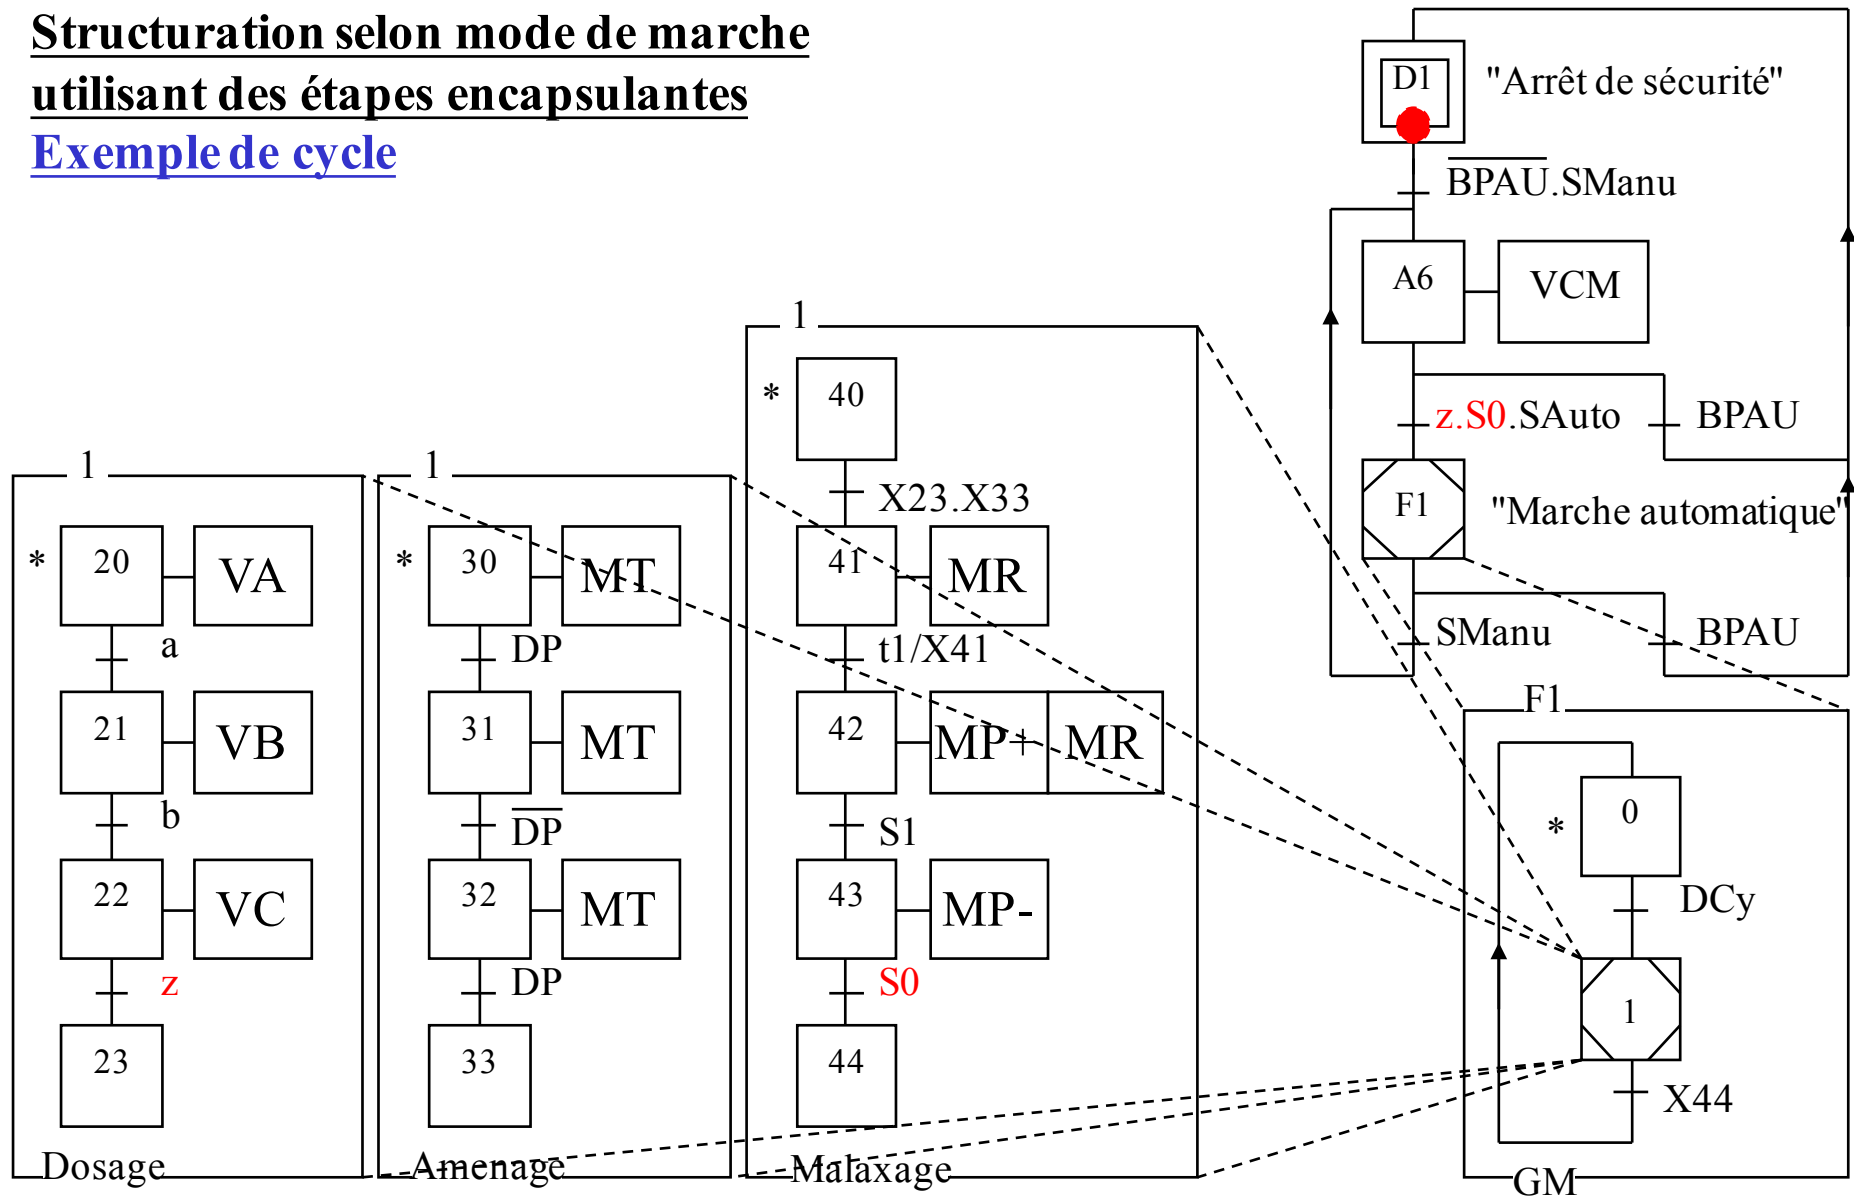 Structuration selon mode de marche
utilisant des étapes encapsulantes
Exemple de cycle
D1
"Arrêt de sécurité"
BPAU.SManu
A6
VCM
z.S0.SAuto
BPAU
F1
"Marche automatique"
SManu
BPAU
1
*
20
VA
a
21
VB
b
22
VC
z
23
Dosage
1
*
30
MT
DP
31
MT
DP
32
MT
DP
33
Amenage
1
*
40
X23.X33
41
MR
t1/X41
42
MP+
MR
S1
43
MP-
S0
44
Malaxage
F1
*
0
DCy
1
X44
GM